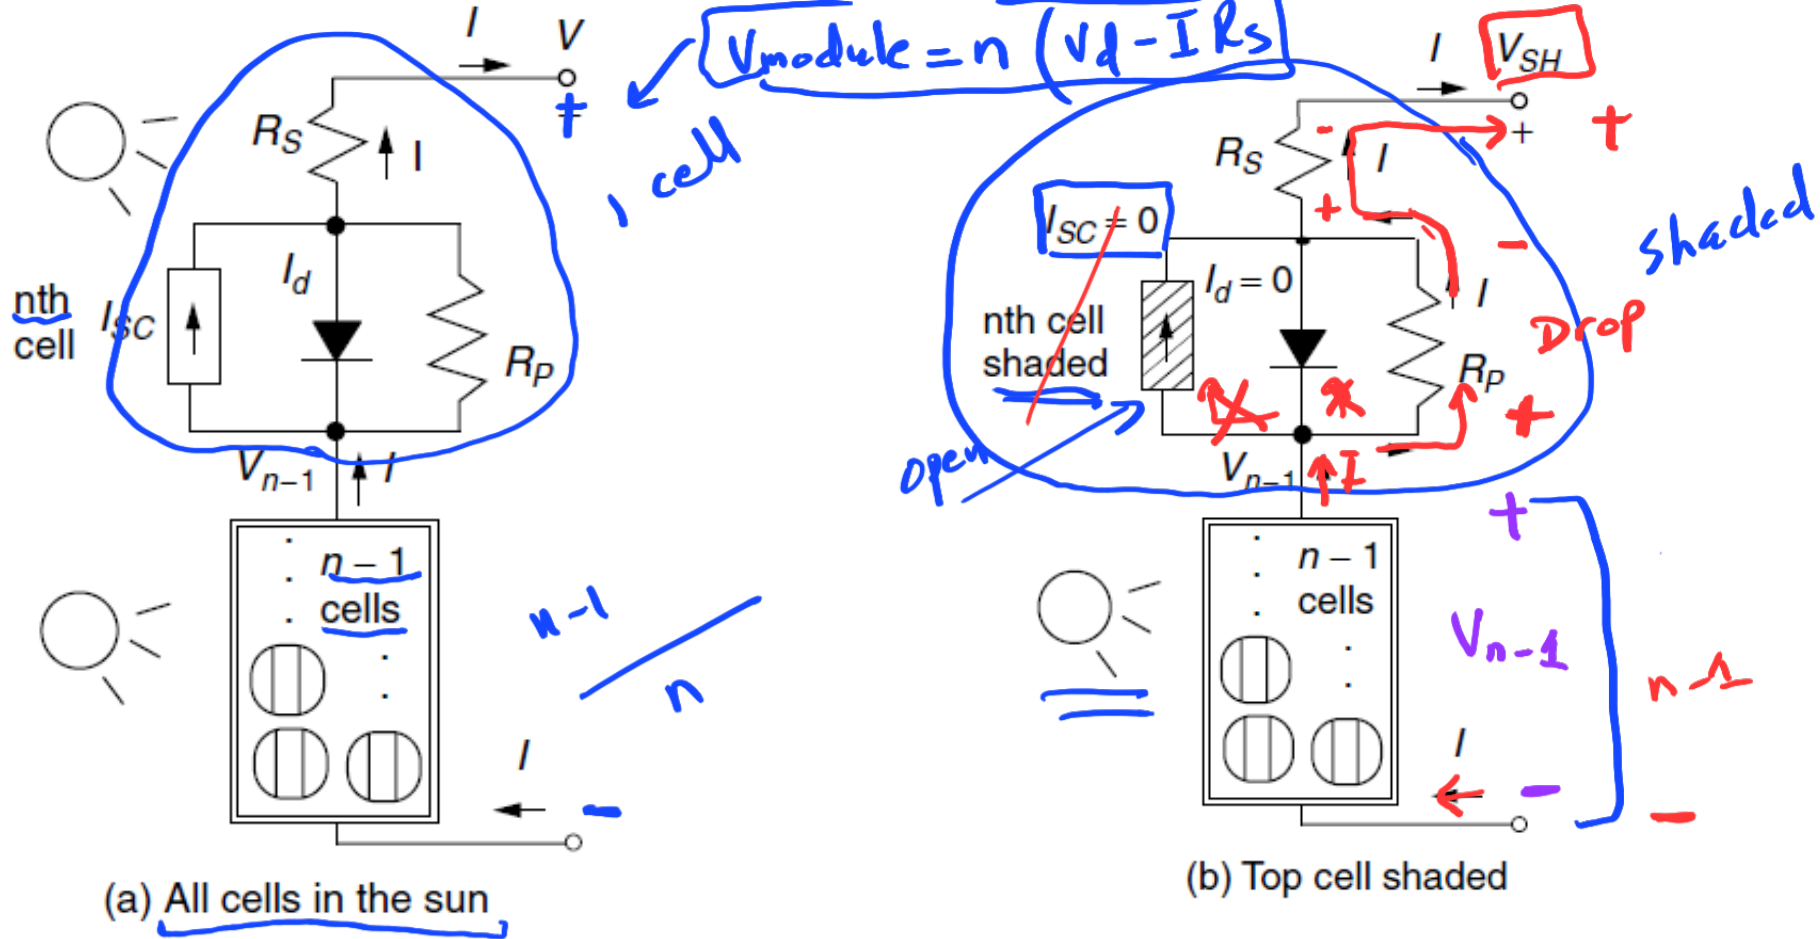 I
V
Vmodule = n (Vd - IRs
I
VSH
+
+
RS
I
1 cell
RS
-
I
+
+
shaded
ISC = 0
-
Id
Id = 0
I
nth
cell
ISC
nth cell
shaded
Drop
RP
RP
+
open
Vn−1
I
Vn−1
I
+
n − 1
cells
n-1
n
n − 1
cells
Vn-1
n-1
I
-
I
-
-
(a) All cells in the sun
(b) Top cell shaded